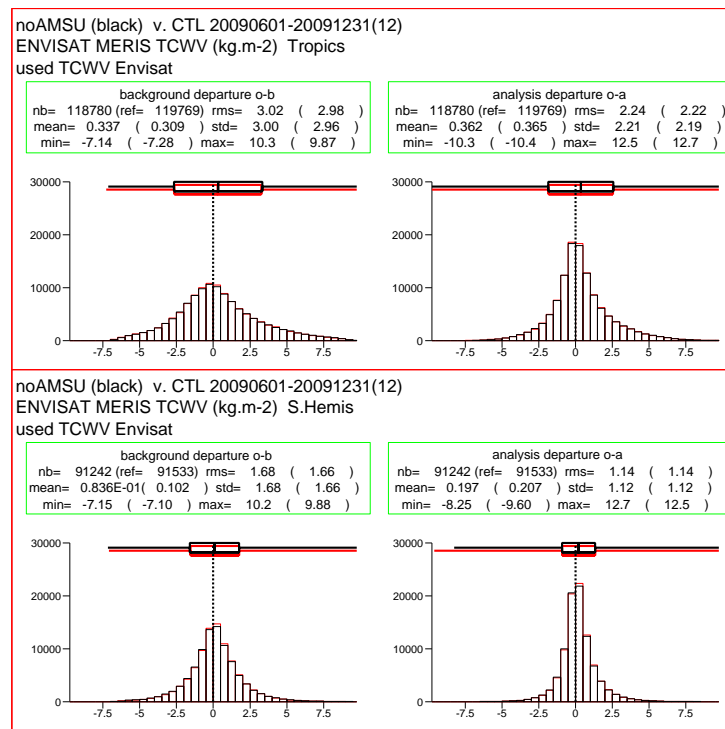 noAMSU (black) v. CTL 20090601-20091231(12)
ENVISAT MERIS TCWV (kg.m-2) Tropics
used TCWV Envisat
background departure o-b
nb= 118780 (ref= 119769) rms= 3.02 ( 2.98 )
mean= 0.337 ( 0.309 ) std= 3.00 ( 2.96 )
min= -7.14 ( -7.28 ) max= 10.3 ( 9.87 )
30000
20000
10000
0
-7.5 -5 -2.5 0 2.5 5 7.5
analysis departure o-a
nb= 118780 (ref= 119769) rms= 2.24 ( 2.22 )
mean= 0.362 ( 0.365 ) std= 2.21 ( 2.19 )
min= -10.3 ( -10.4 ) max= 12.5 ( 12.7 )
30000
20000
10000
0
-7.5 -5 -2.5 0 2.5 5 7.5
noAMSU (black) v. CTL 20090601-20091231(12)
ENVISAT MERIS TCWV (kg.m-2) S.Hemis
used TCWV Envisat
background departure o-b
nb= 91242 (ref= 91533) rms= 1.68 ( 1.66 )
mean= 0.836E-01( 0.102 ) std= 1.68 ( 1.66 )
min= -7.15 ( -7.10 ) max= 10.2 ( 9.88 )
30000
20000
10000
0
-7.5 -5 -2.5 0 2.5 5 7.5
analysis departure o-a
nb= 91242 (ref= 91533) rms= 1.14 ( 1.14 )
mean= 0.197 ( 0.207 ) std= 1.12 ( 1.12 )
min= -8.25 ( -9.60 ) max= 12.7 ( 12.5 )
30000
20000
10000
0
-7.5 -5 -2.5 0 2.5 5 7.5